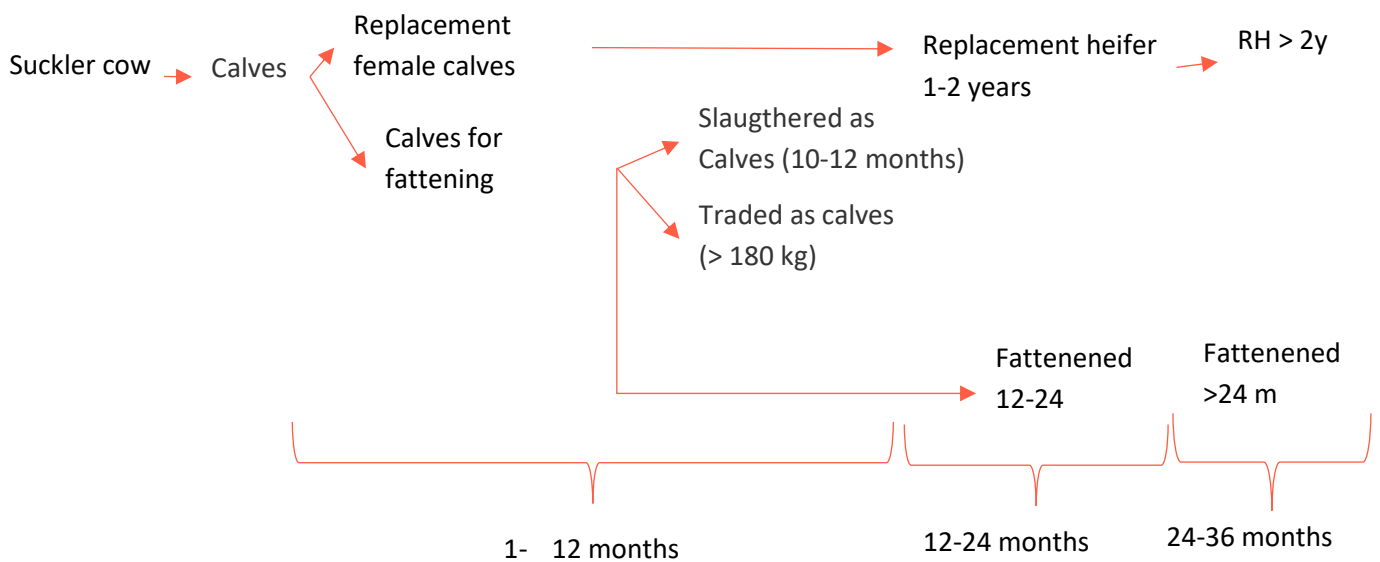 Replacement
female calves
Suckler cow
Calves
Replacement heifer
1-2 years
RH > 2y
Calves for
fattening
Slaugthered as
Calves (10-12 months)
Traded as calves
(> 180 kg)
Fattenened
12-24
Fattenened
>24 m
1- 12 months
12-24 months
24-36 months